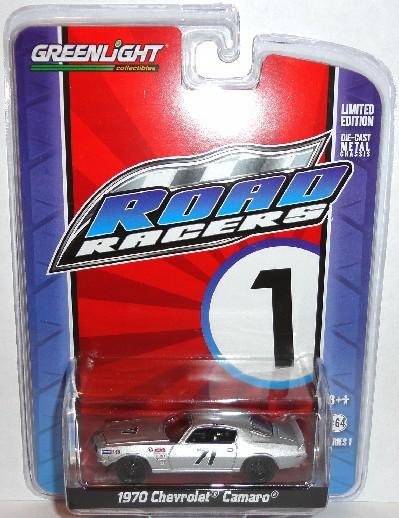 GREENLIGHT
collectibles
LIMITED
EDITION
DIE-CAST
METAL
CHASSIS
ROAD
RACERS
1
71
1970 Chevrolet® Camaro®